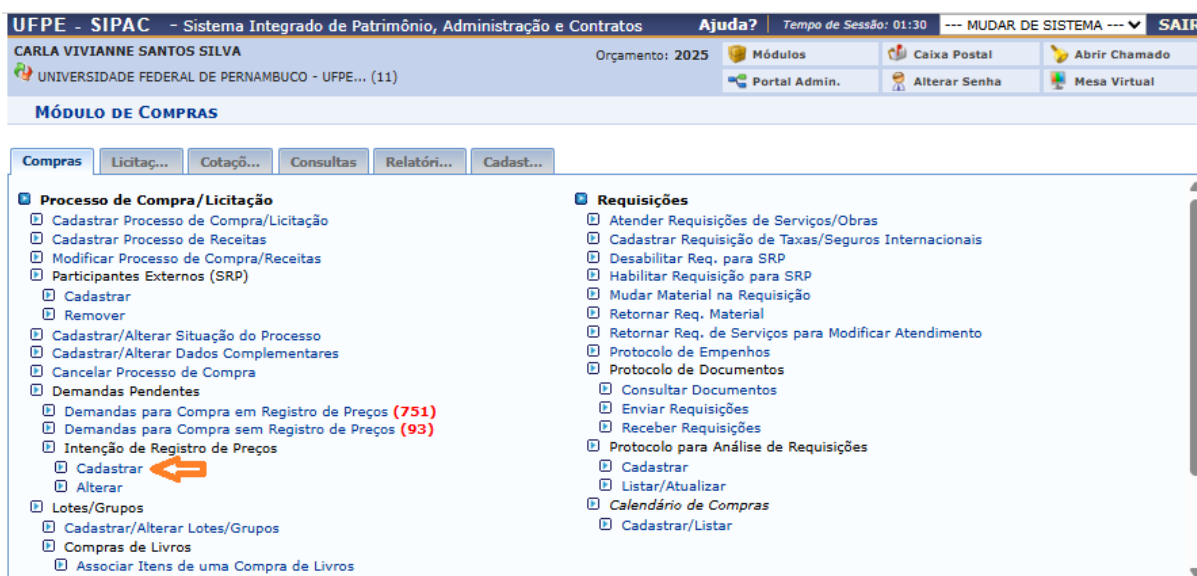 UFPE - SIPAC - Sistema Integrado de Patrimônio, Administração e Contratos Ajuda? Tempo de Sessão: 01:30 --- MUDAR DE SISTEMA --- SAIR
CARLA VIVIANNE SANTOS SILVA Orçamento: 2025 Módulos Caixa Postal Abrir Chamado
UNIVERSIDADE FEDERAL DE PERNAMBUCO - UFPE... (11) Portal Admin. Alterar Senha Mesa Virtual
MÓDULO DE COMPRAS
Compras Licitaç... Cotaçõ... Consultas Relatóri... Cadast...
Processo de Compra/Licitação
Cadastrar Processo de Compra/Licitação
Cadastrar Processo de Receitas
Modificar Processo de Compra/Receitas
Participantes Externos (SRP)
Cadastrar
Remover
Cadastrar/Alterar Situação do Processo
Cadastrar/Alterar Dados Complementares
Cancelar Processo de Compra
Demandas Pendentes
Demandas para Compra em Registro de Preços (751)
Demandas para Compra sem Registro de Preços (93)
Intenção de Registro de Preços
Cadastrar
Alterar
Lotes/Grupos
Cadastrar/Alterar Lotes/Grupos
Compras de Livros
Associar Itens de uma Compra de Livros
Requisições
Atender Requisições de Serviços/Obras
Cadastrar Requisição de Taxas/Seguros Internacionais
Desabilitar Req. para SRP
Habilitar Requisição para SRP
Mudar Material na Requisição
Retornar Req. Material
Retornar Req. de Serviços para Modificar Atendimento
Protocolo de Empenhos
Protocolo de Documentos
Consultar Documentos
Enviar Requisições
Receber Requisições
Protocolo para Análise de Requisições
Cadastrar
Listar/Atualizar
Calendário de Compras
Cadastrar/Listar